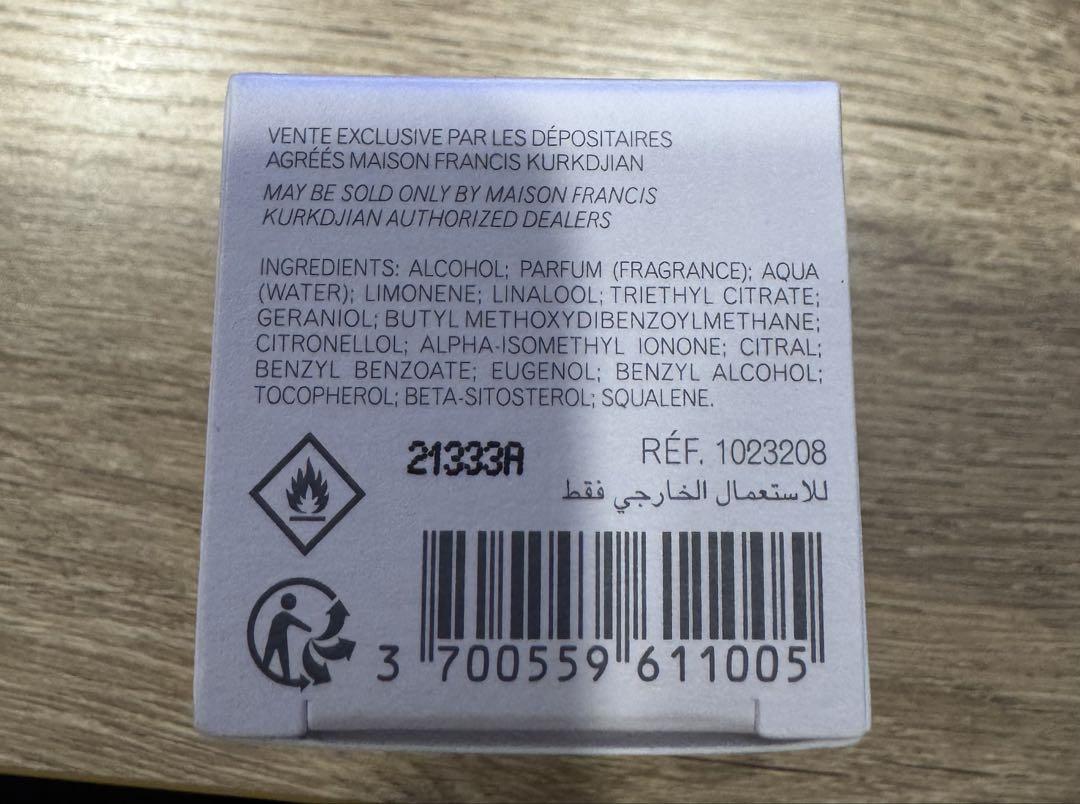 VENTE EXCLUSIVE PAR LES DÉPOSITAIRES
AGRÉÉS MAISON FRANCIS KURKDJIAN
MAY BE SOLD ONLY BY MAISON FRANCIS
KURKDJIAN AUTHORIZED DEALERS
INGREDIENTS: ALCOHOL; PARFUM (FRAGRANCE); AQUA
(WATER); LIMONENE; LINALOOL; TRIETHYL CITRATE;
GERANIOL; BUTYL METHOXYDIBENZOYLMETHANE;
CITRONELLOL; ALPHA-ISOMETHYL IONONE; CITRAL;
BENZYL BENZOATE; EUGENOL; BENZYL ALCOHOL;
TOCOPHEROL; BETA-SITOSTEROL; SQUALENE.
21333A
RÉF. 1023208
للاستعمال الخارجي فقط
3 700559 611005